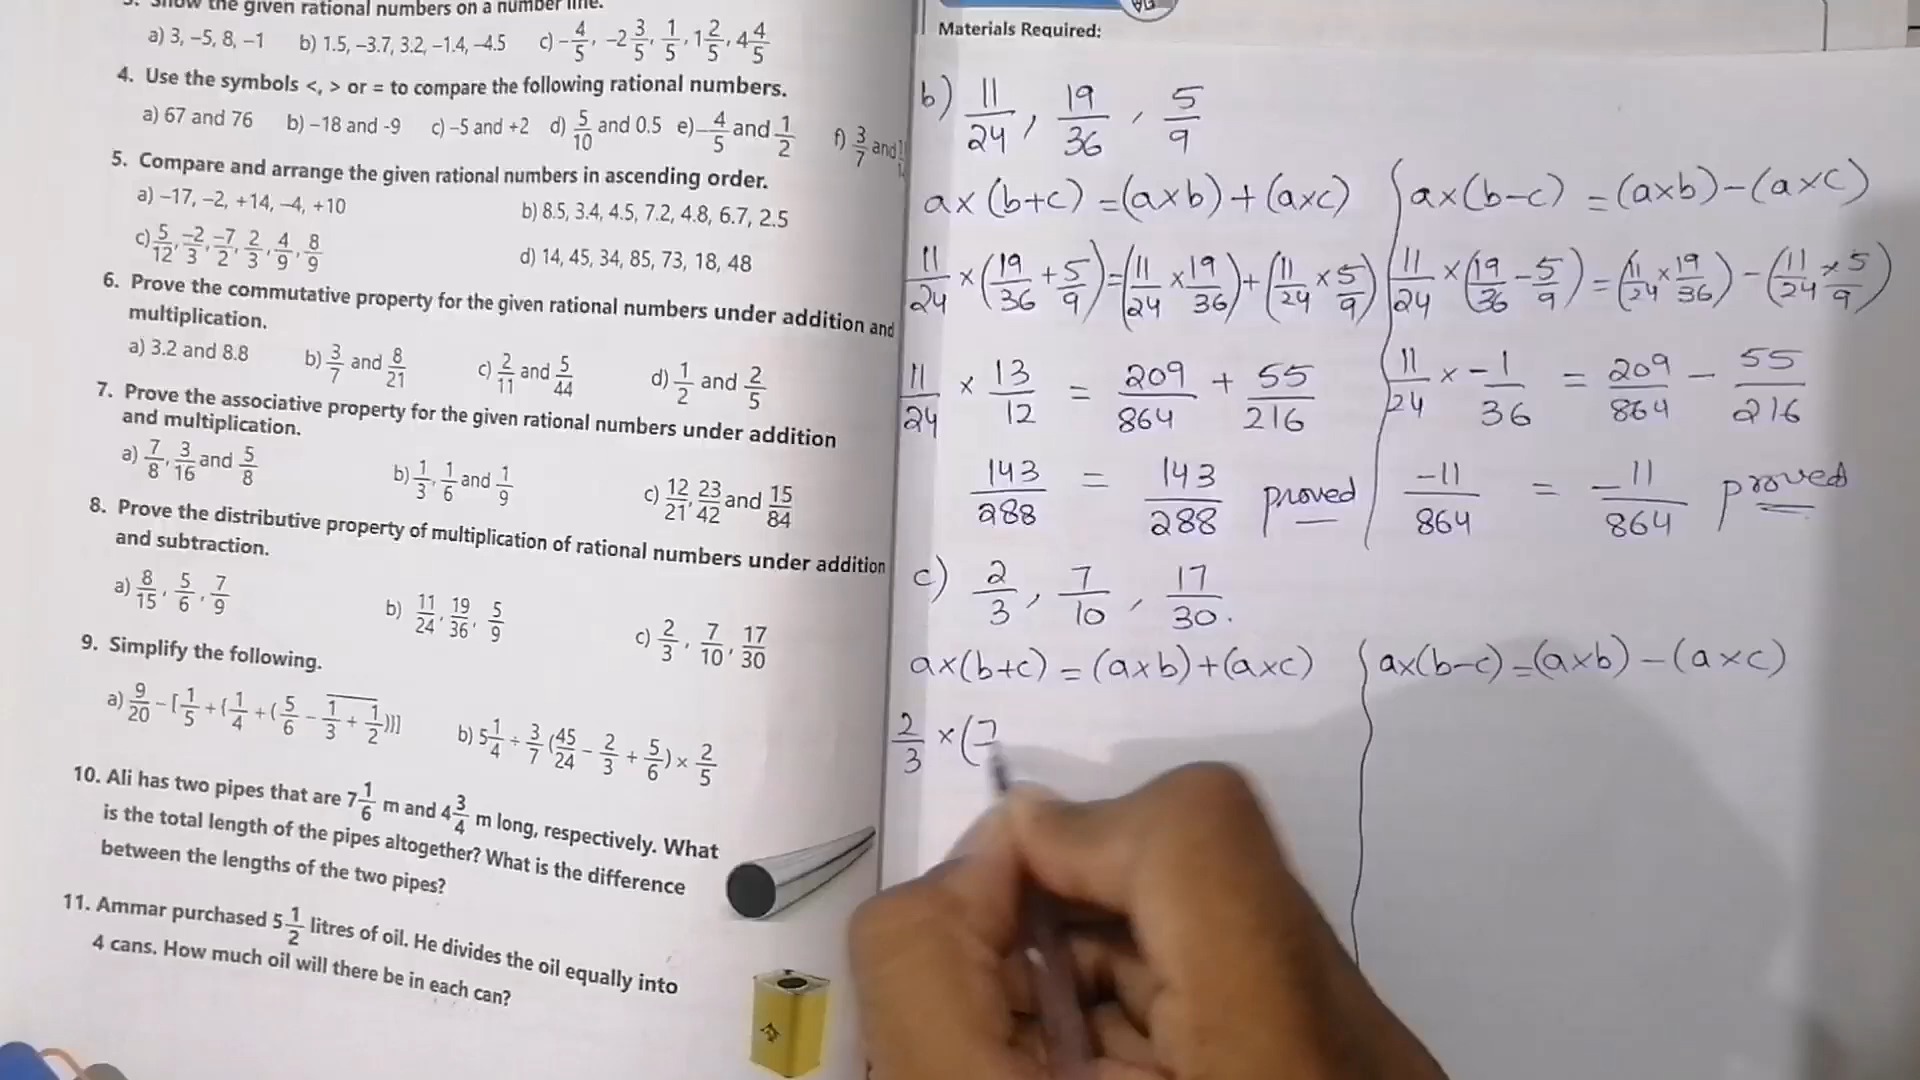 3. Show the given rational numbers on a number line.
a) 3, –5, 8, –1 b) 1.5, –3.7, 3.2, –1.4, –4.5 c) –4/5, –2 3/5, 1/5, 1 2/5, 4 4/5
4. Use the symbols <, > or = to compare the following rational numbers.
a) 67 and 76 b) –18 and -9 c) –5 and +2 d) 5/10 and 0.5 e) –4/5 and 1/2 f) 3/7 and
5. Compare and arrange the given rational numbers in ascending order.
a) –17, –2, +14, –4, +10 b) 8.5, 3.4, 4.5, 7.2, 4.8, 6.7, 2.5
c) 5/12, –2/3, –7/2, 2/3, 4/9, 8/9 d) 14, 45, 34, 85, 73, 18, 48
6. Prove the commutative property for the given rational numbers under addition and
multiplication.
a) 3.2 and 8.8 b) 3/7 and 8/21 c) 2/11 and 5/44 d) 1/2 and 2/5
7. Prove the associative property for the given rational numbers under addition
and multiplication.
a) 7/8, 3/16 and 5/8 b) 1/3, 1/6 and 1/9 c) 12/21, 23/42 and 15/84
8. Prove the distributive property of multiplication of rational numbers under addition
and subtraction.
a) 8/15, 5/6, 7/9 b) 11/24, 19/36, 5/9 c) 2/3, 7/10, 17/30
9. Simplify the following.
a) 9/20 – [1/5 + {1/4 + (5/6 – 1/3 + 1/2)}] b) 5 1/4 ÷ 3/7 (45/24 – 2/3 + 5/6) × 2/5
10. Ali has two pipes that are 7 1/6 m and 4 3/4 m long, respectively. What
is the total length of the pipes altogether? What is the difference
between the lengths of the two pipes?
11. Ammar purchased 5 1/2 litres of oil. He divides the oil equally into
4 cans. How much oil will there be in each can?
Materials Required:
b) 11/24, 19/36, 5/9
a×(b+c) = (a×b)+(a×c)
11/24 × (19/36 + 5/9) = (11/24 × 19/36) + (11/24 × 5/9)
11/24 × 13/12 = 209/864 + 55/216
143/288 = 143/288 proved
a×(b–c) = (a×b)–(a×c)
11/24 × (19/36 – 5/9) = (11/24 × 19/36) – (11/24 × 5/9)
11/24 × –1/36 = 209/864 – 55/216
–11/864 = –11/864 proved
c) 2/3, 7/10, 17/30.
a×(b+c) = (a×b)+(a×c)
2/3 × (7
a×(b–c) = (a×b) – (a×c)